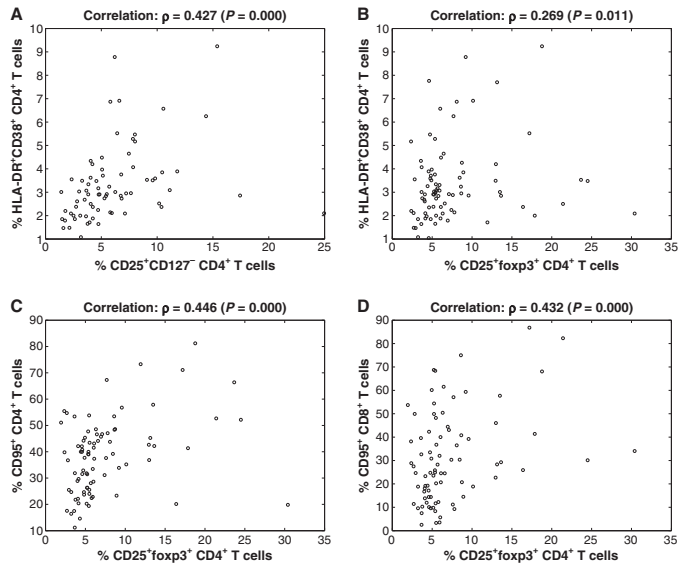 A
Correlation: ρ = 0.427 (P = 0.000)
% HLA-DR⁺CD38⁺ CD4⁺ T cells
10
9
8
7
6
5
4
3
2
1
0 5 10 15 20 25
% CD25⁺CD127⁻ CD4⁺ T cells
B
Correlation: ρ = 0.269 (P = 0.011)
% HLA-DR⁺CD38⁺ CD4⁺ T cells
10
9
8
7
6
5
4
3
2
1
0 5 10 15 20 25 30 35
% CD25⁺foxp3⁺ CD4⁺ T cells
C
Correlation: ρ = 0.446 (P = 0.000)
% CD95⁺ CD4⁺ T cells
90
80
70
60
50
40
30
20
10
0 5 10 15 20 25 30 35
% CD25⁺foxp3⁺ CD4⁺ T cells
D
Correlation: ρ = 0.432 (P = 0.000)
% CD95⁺ CD8⁺ T cells
90
80
70
60
50
40
30
20
10
0
0 5 10 15 20 25 30 35
% CD25⁺foxp3⁺ CD4⁺ T cells